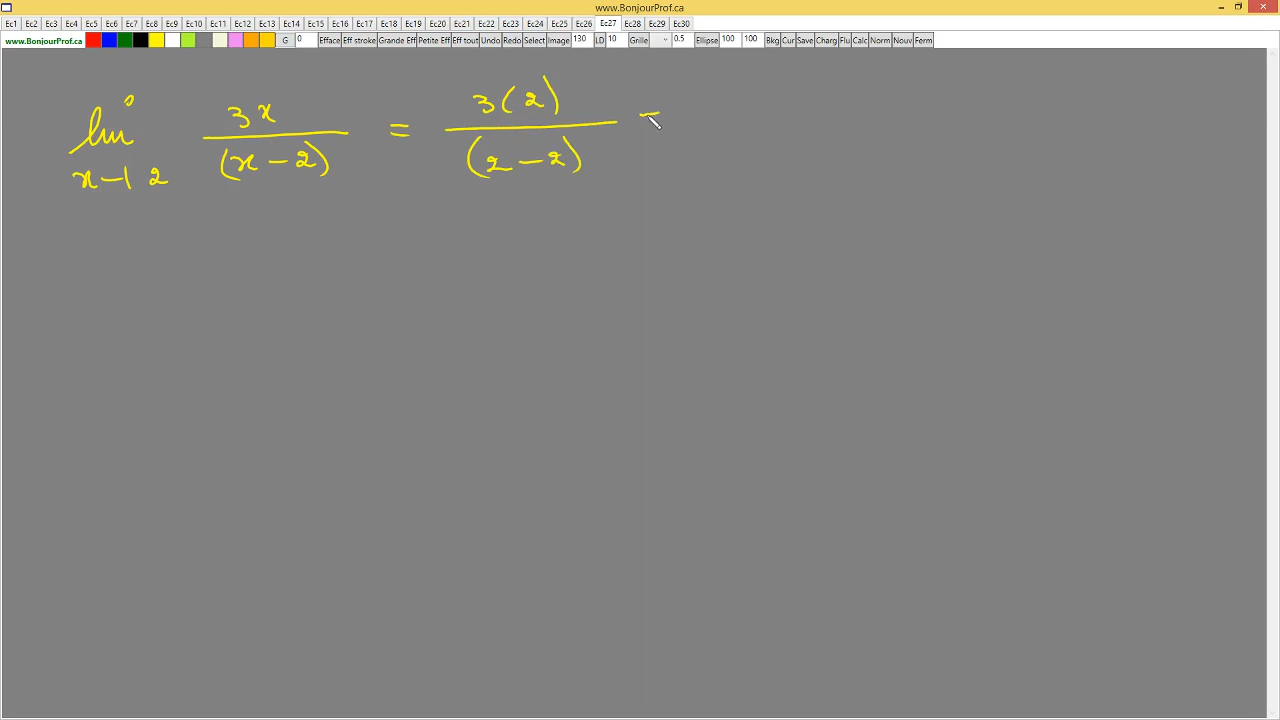 www.BonjourProf.ca
Ec1 Ec2 Ec3 Ec4 Ec5 Ec6 Ec7 Ec8 Ec9 Ec10 Ec11 Ec12 Ec13 Ec14 Ec15 Ec16 Ec17 Ec18 Ec19 Ec20 Ec21 Ec22 Ec23 Ec24 Ec25 Ec26 Ec27 Ec28 Ec29 Ec30
www.BonjourProf.ca G 0 Efface Eff stroke Grande Eff Petite Eff Eff tout Undo Redo Select Image 130 LD 10 Grille 0.5 Ellipse 100 100 Bkg Cur Save Charg Flu Calc Norm Nouv Ferm
lim 3x / (x - 2) = 3(2) / (2 - 2) =
x → 2